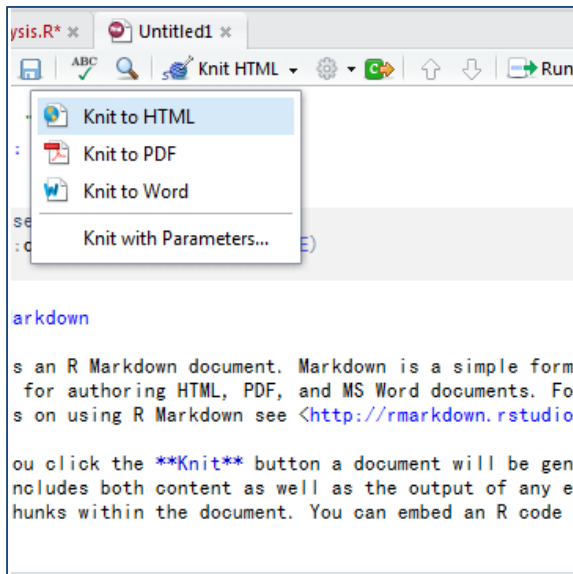 ysis.R* × Untitled1 ×
ABC Knit HTML Run
Knit to HTML
:
Knit to PDF
Knit to Word
se
:c Knit with Parameters... E)
arkdown
s an R Markdown document. Markdown is a simple form
for authoring HTML, PDF, and MS Word documents. Fo
s on using R Markdown see <http://rmarkdown.rstudio
ou click the **Knit** button a document will be gen
ncludes both content as well as the output of any e
hunks within the document. You can embed an R code